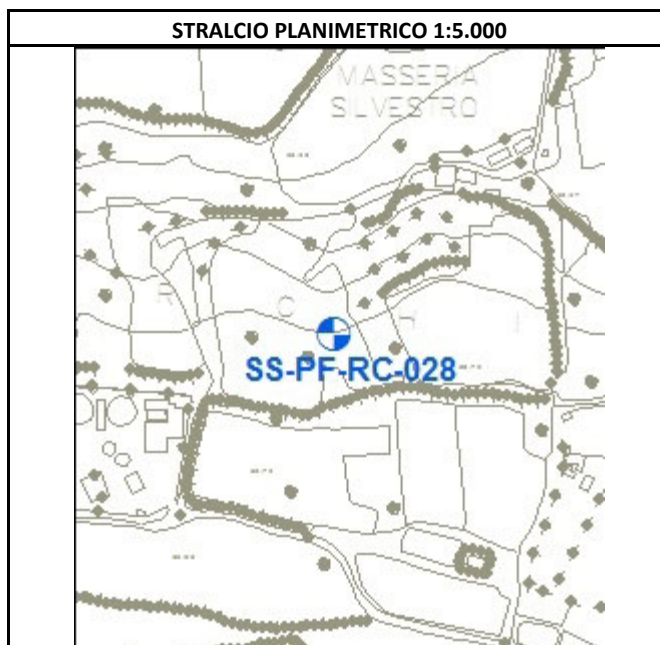 STRALCIO PLANIMETRICO 1:5.000
MASSERIA
SILVESTRO
R C H I
SS-PF-RC-028